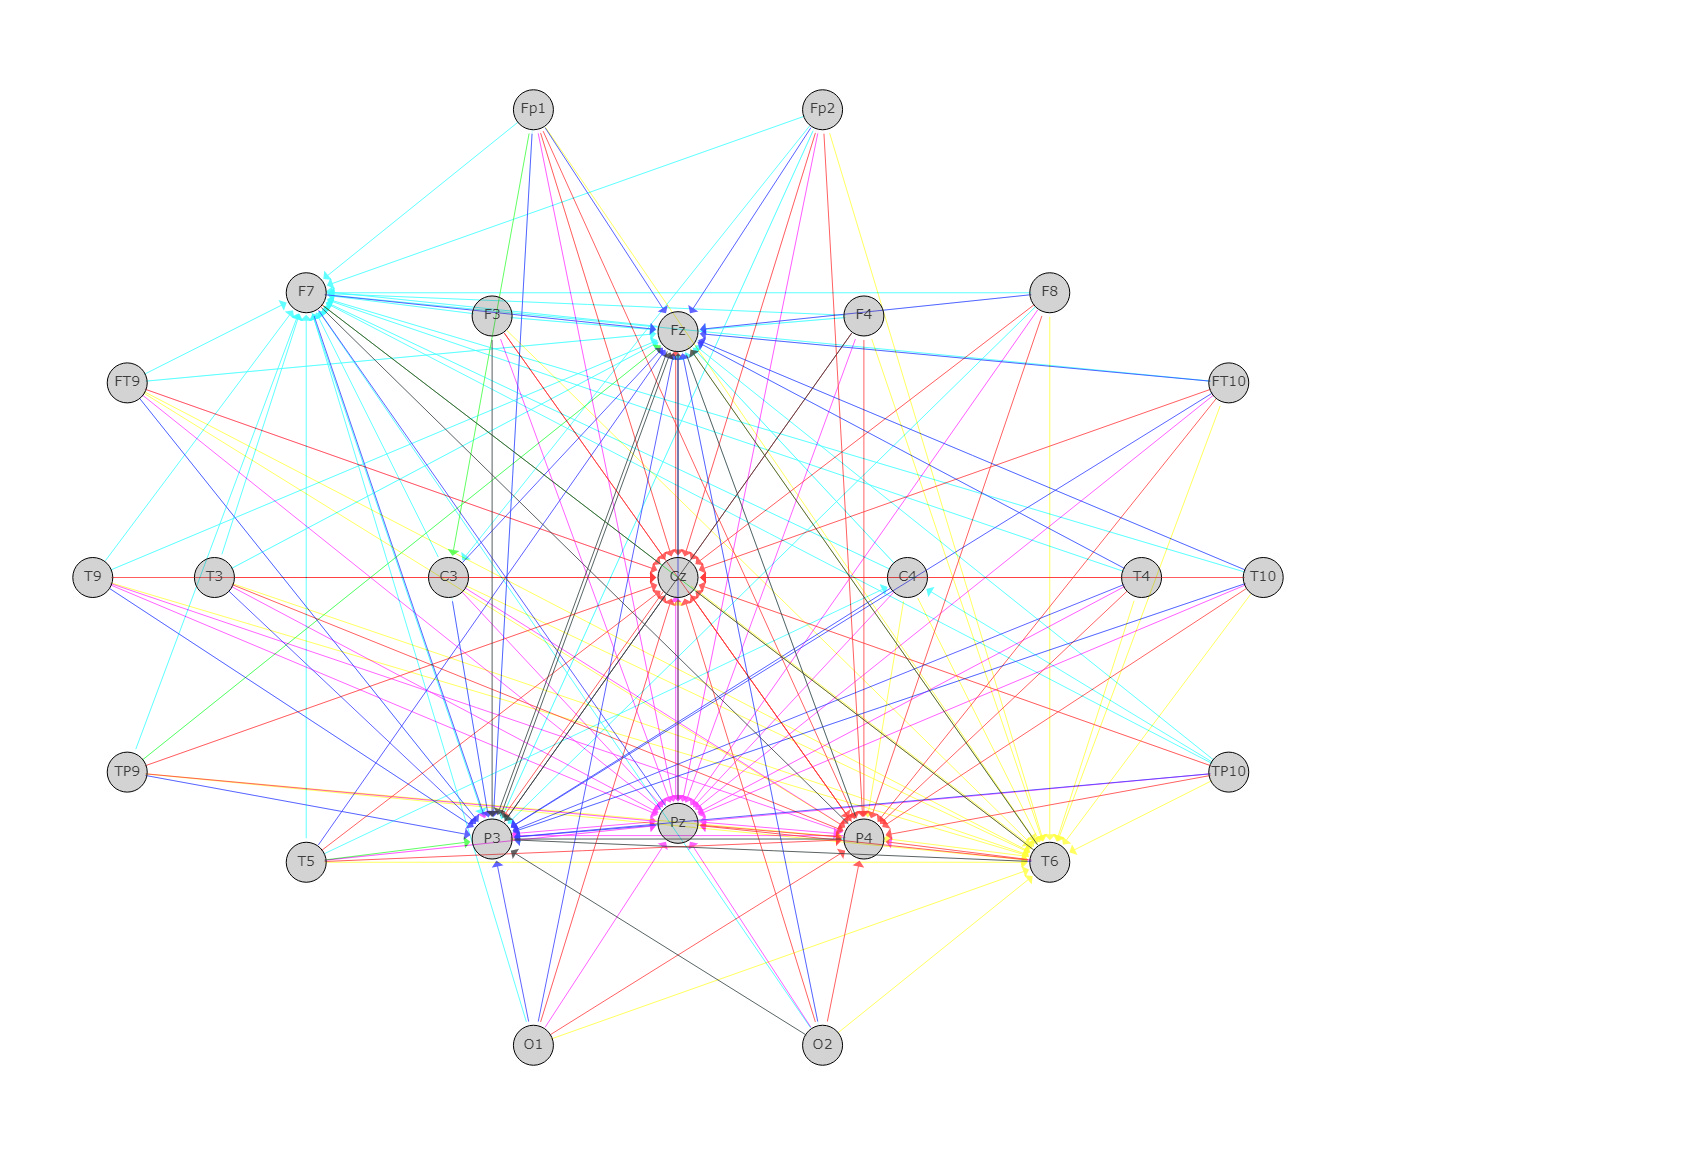 Fp1 Fp2
F7 F3 Fz F4 F8
FT9 FT10
T9 T3 C3 Cz C4 T4 T10
TP9 TP10
T5 P3 Pz P4 T6
O1 O2